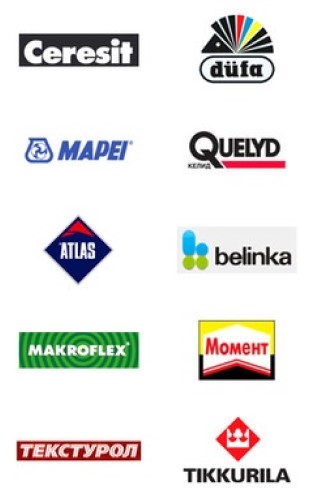 Ceresit
düfa
MAPEI®
QUELYD
КЕЛИД
ATLAS
belinka
MAKROFLEX®
Момент
ТЕКСТУРОЛ
TIKKURILA